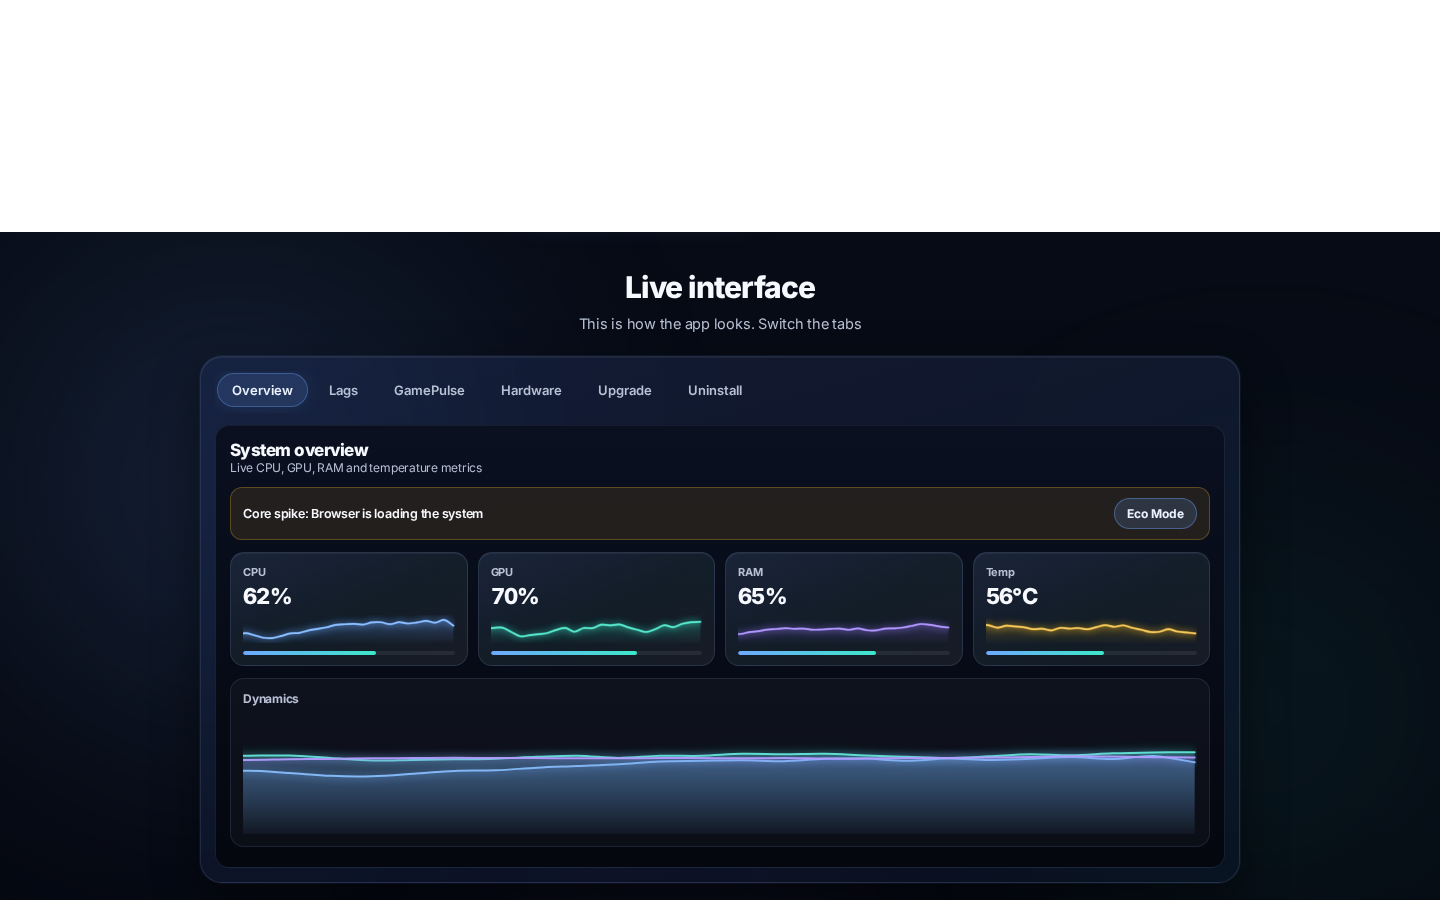 Live interface
This is how the app looks. Switch the tabs
Overview Lags GamePulse Hardware Upgrade Uninstall
System overview
Live CPU, GPU, RAM and temperature metrics
Core spike: Browser is loading the system Eco Mode
CPU GPU RAM Temp
62% 70% 65% 56°C
Dynamics